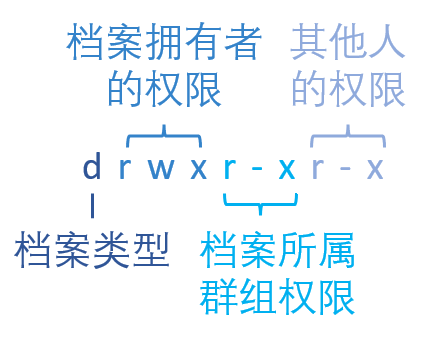 档案拥有者
的权限
其他人
的权限
d r w x r - x r - x
档案类型
档案所属
群组权限